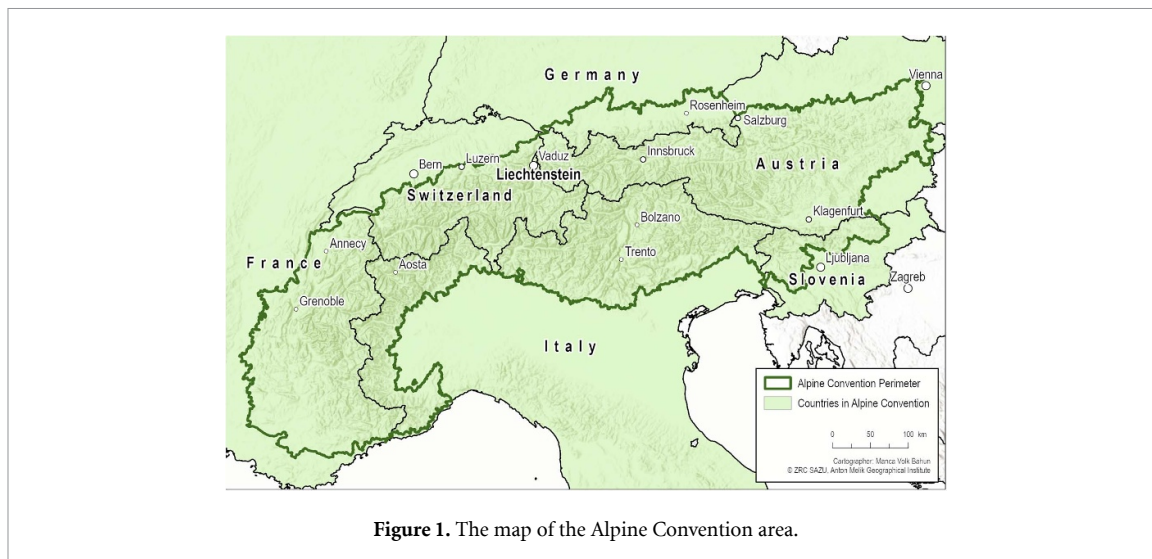 Germany
Vienna
Rosenheim
Salzburg
Luzern
Vaduz
Innsbruck
Bern
Liechtenstein
Austria
Switzerland
Klagenfurt
Bolzano
Annecy
Trento
France
Aosta
Ljubljana
Slovenia
Zagreb
Grenoble
Italy
Alpine Convention Perimeter
Countries in Alpine Convention
0 50 100 km
Cartographer: Manca Volk Bahun
© ZRC SAZU, Anton Melik Geographical Institute
Figure 1. The map of the Alpine Convention area.